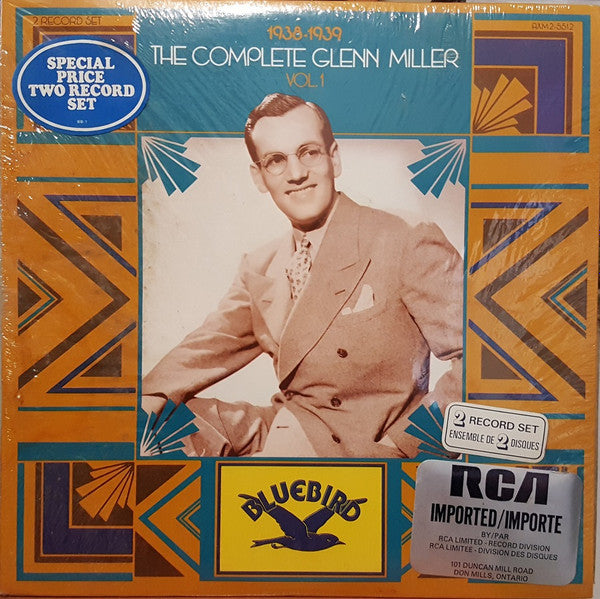 2 RECORD SET
AXM2-5512
1938-1939
THE COMPLETE GLENN MILLER
VOL. 1
SPECIAL
PRICE
TWO RECORD
SET
BLUEBIRD
2 RECORD SET
ENSEMBLE DE 2 DISQUES
RCA
IMPORTED/IMPORTE
BY/PAR
RCA LIMITED - RECORD DIVISION
RCA LIMITEE - DIVISION DES DISQUES
101 DUNCAN MILL ROAD
DON MILLS, ONTARIO